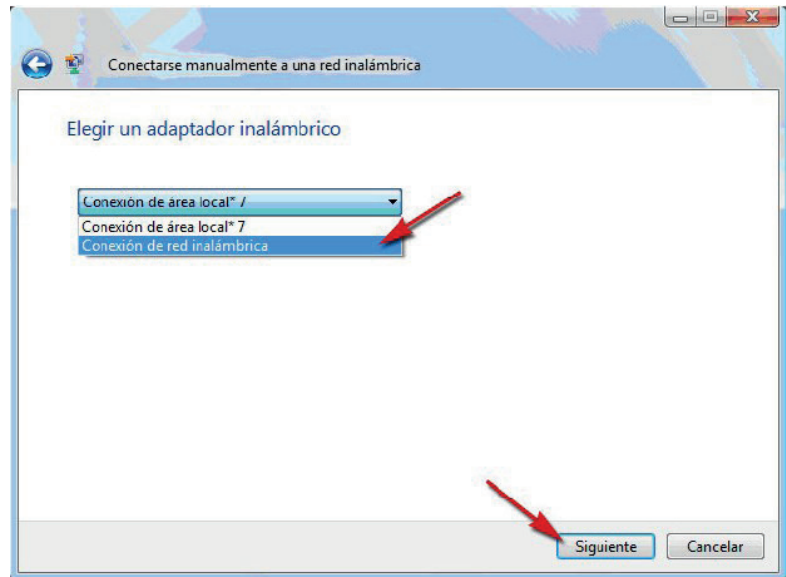 Conectarse manualmente a una red inalámbrica
Elegir un adaptador inalámbrico
Conexión de área local* 7
Conexión de área local* 7
Conexión de red inalámbrica
Siguiente
Cancelar